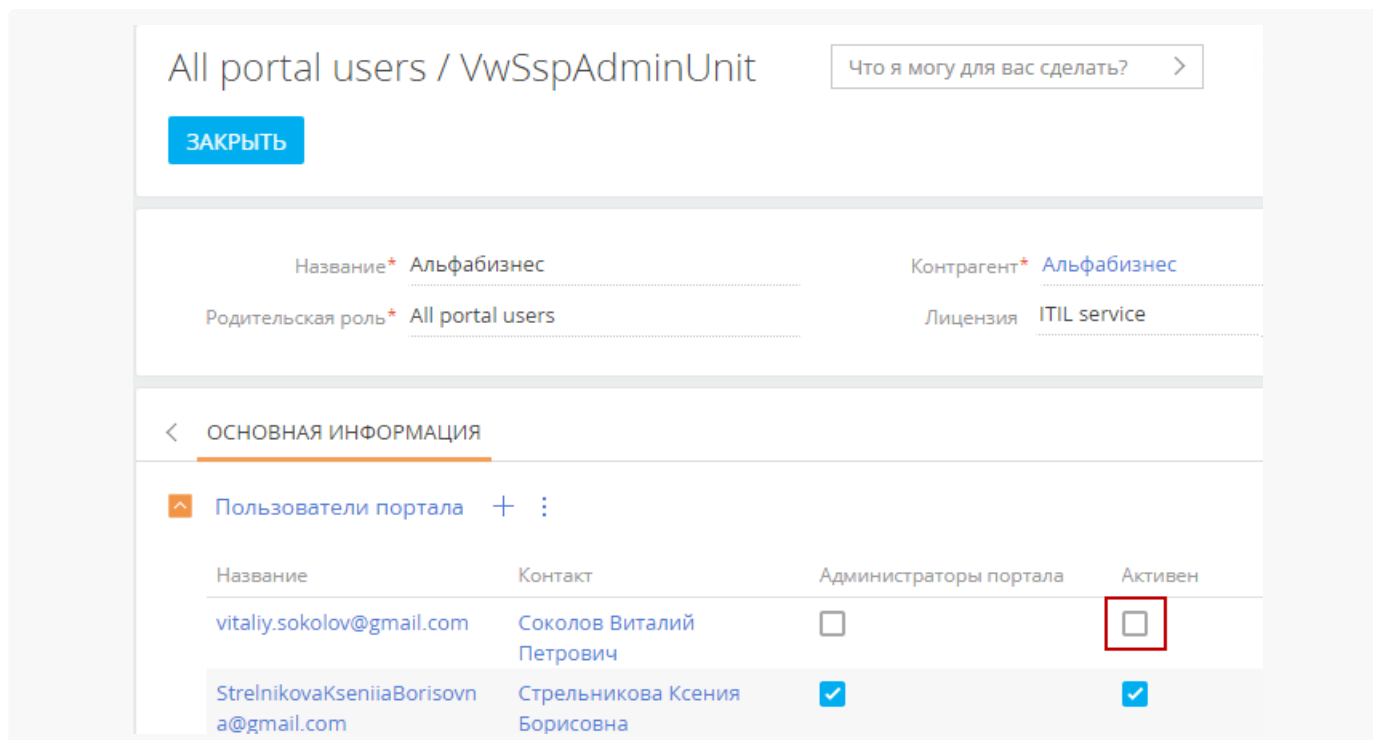 All portal users / VwSspAdminUnit
Что я могу для вас сделать?
ЗАКРЫТЬ
Название* Альфабизнес
Контрагент* Альфабизнес
Родительская роль* All portal users
Лицензия ITIL service
ОСНОВНАЯ ИНФОРМАЦИЯ
Пользователи портала
Название Контакт Администраторы портала Активен
vitaliy.sokolov@gmail.com Соколов Виталий
Петрович
StrelnikovaKseniiaBorisovn Стрельникова Ксения
a@gmail.com Борисовна